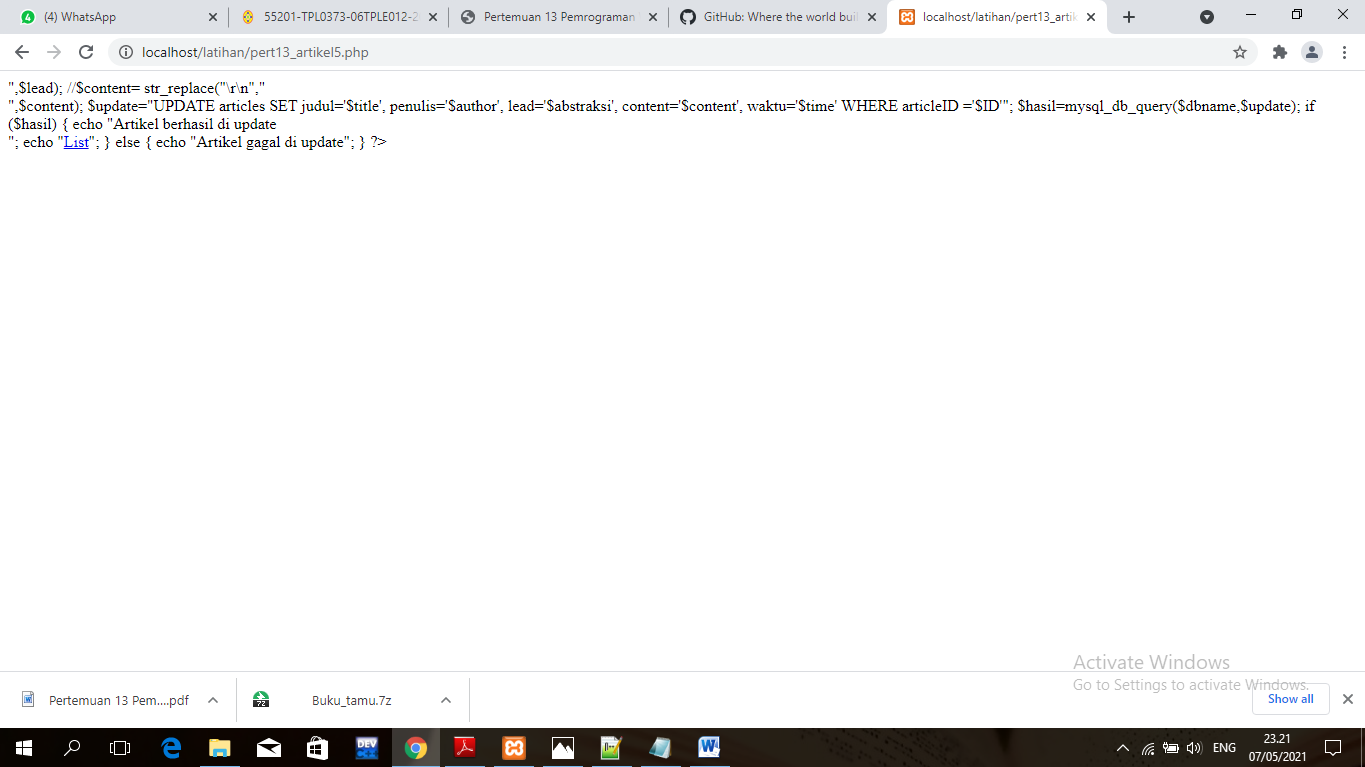 (4) WhatsApp
55201-TPL0373-06TPLE012-2
Pertemuan 13 Pemrograman
GitHub: Where the world buil
localhost/latihan/pert13_artik
localhost/latihan/pert13_artikel5.php
",$lead); //$content= str_replace("\r\n","
",$content); $update="UPDATE articles SET judul='$title', penulis='$author', lead='$abstraksi', content='$content', waktu='$time' WHERE articleID ='$ID'"; $hasil=mysql_db_query($dbname,$update); if
($hasil) { echo "Artikel berhasil di update
"; echo "List"; } else { echo "Artikel gagal di update"; } ?>
Activate Windows
Go to Settings to activate Windows.
Pertemuan 13 Pem....pdf
Buku_tamu.7z
Show all
DEV
ENG
23.21
07/05/2021